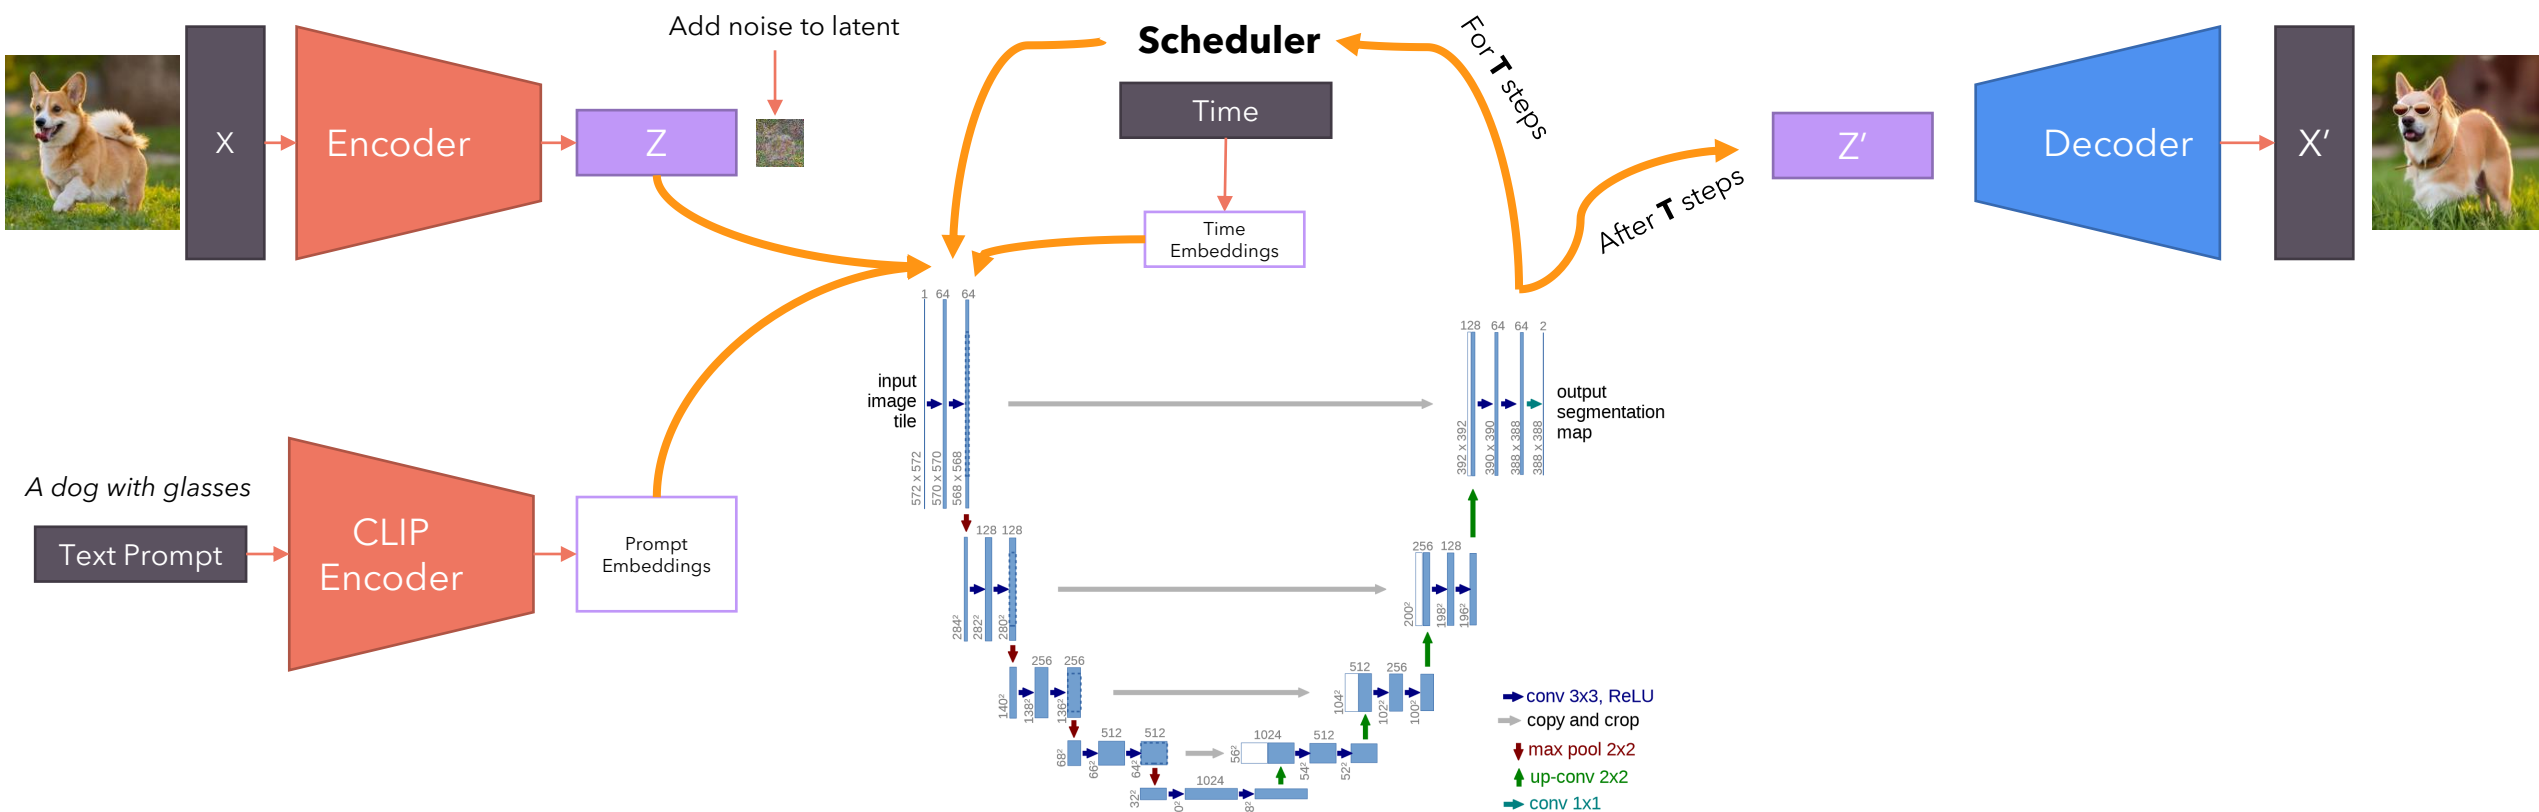 Add noise to latent
X
Encoder
Z
Scheduler
Time
Time
Embeddings
For T steps
After T steps
Z'
Decoder
X'
A dog with glasses
Text Prompt
CLIP
Encoder
Prompt
Embeddings
1 64 64
input
image
tile
572 x 572
570 x 570
568 x 568
128 128
284²
282²
280²
256 256
140²
138²
136²
512 512
68²
66²
64²
1024
32²
128 64 64 2
output
segmentation
map
392 x 392
390 x 390
388 x 388
388 x 388
256 128
200²
198²
196²
512 256
104²
102²
100²
1024 512
56²
54²
52²
conv 3x3, ReLU
copy and crop
max pool 2x2
up-conv 2x2
conv 1x1